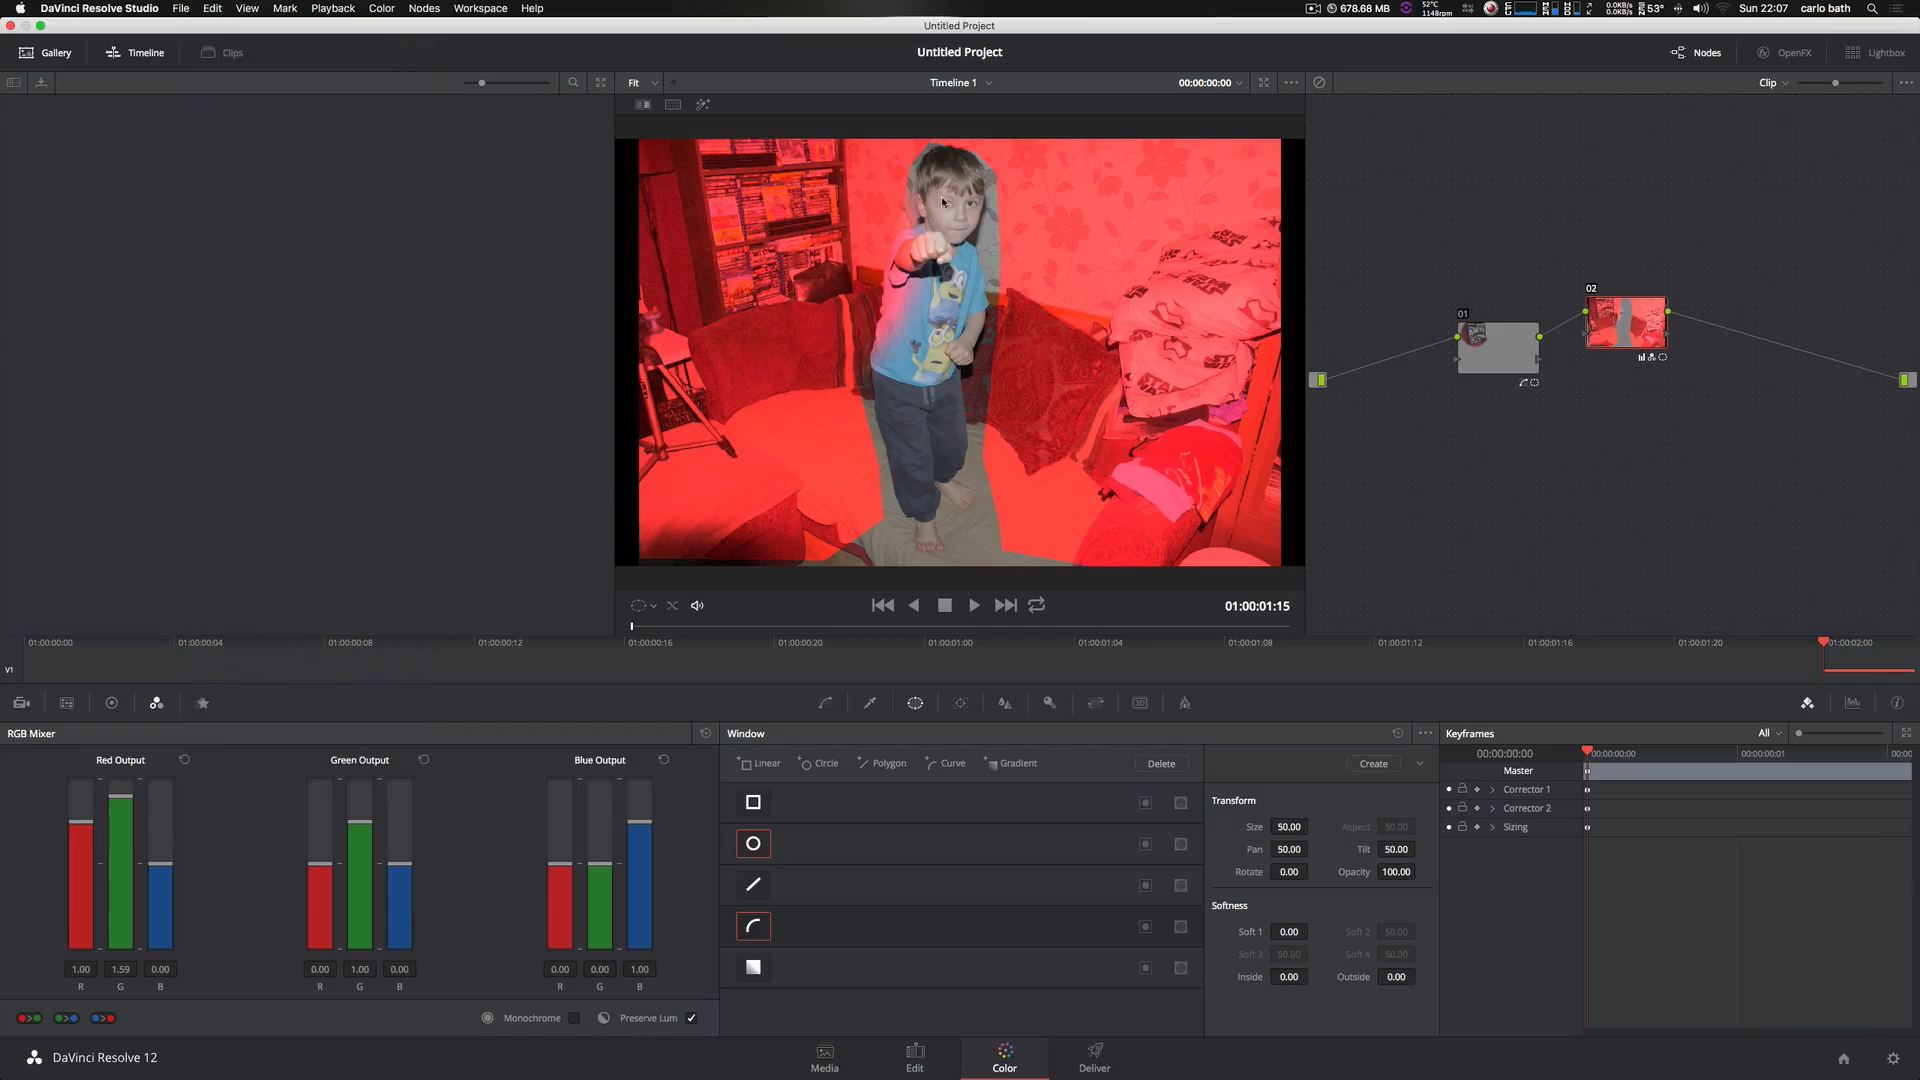 DaVinci Resolve Studio File Edit View Mark Playback Color Nodes Workspace Help 678.68 MB 52°C 1148rpm 0.0KB/s 0.0KB/s 53° Sun 22:07 carlo bath
Untitled Project
Gallery Timeline Clips Untitled Project Nodes OpenFX Lightbox
Fit Timeline 1 00:00:00:00 Clip
STAR WARS
01 02
01:00:01:15
01:00:00:00 01:00:00:04 01:00:00:08 01:00:00:12 01:00:00:16 01:00:00:20 01:00:01:00 01:00:01:04 01:00:01:08 01:00:01:12 01:00:01:16 01:00:01:20 01:00:02:00
V1
3D
RGB Mixer Window Keyframes All
Red Output Green Output Blue Output
Linear Circle Polygon Curve Gradient Delete Create
00:00:00:00 00:00:00:00 00:00:00:01
Master
Corrector 1
Corrector 2
Sizing
Transform
Size 50.00 Aspect 50.00
Pan 50.00 Tilt 50.00
Rotate 0.00 Opacity 100.00
Softness
Soft 1 0.00 Soft 2 50.00
Soft 3 50.00 Soft 4 50.00
Inside 0.00 Outside 0.00
1.00 1.59 0.00 0.00 1.00 0.00 0.00 0.00 1.00
R G B R G B R G B
Monochrome Preserve Lum
DaVinci Resolve 12 Media Edit Color Deliver